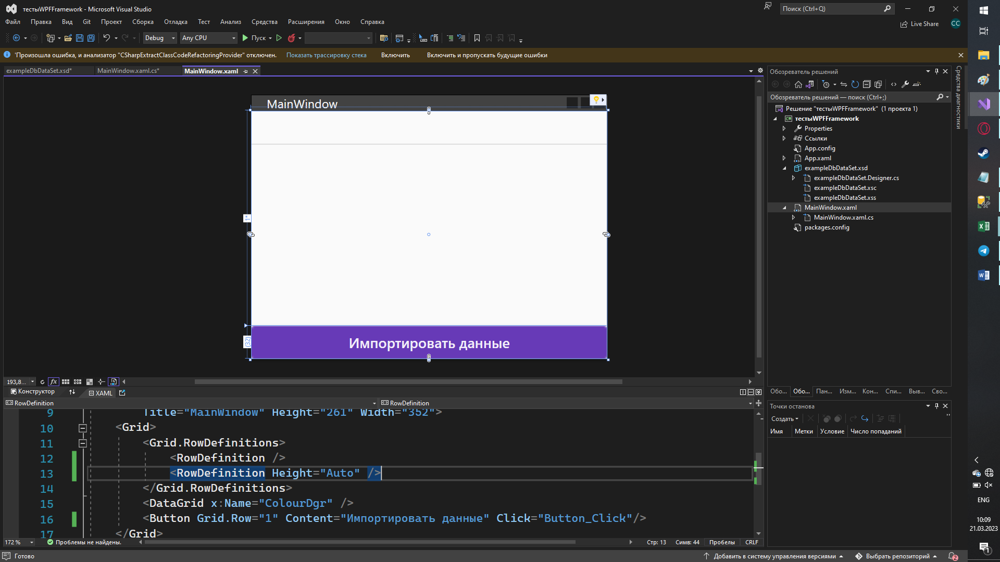 тестыWPFFramework - Microsoft Visual Studio
Поиск (Ctrl+Q)
Файл Правка Вид Git Проект Сборка Отладка Тест Анализ Средства Расширения Окно Справка
Live Share
CC
Debug Any CPU Пуск
'Произошла ошибка, и анализатор "CSharpExtractClassCodeRefactoringProvider" отключен. Показать трассировку стека Включить Включить и пропускать будущие ошибки
exampleDbDataSet.xsd* MainWindow.xaml.cs* MainWindow.xaml
MainWindow
1*
(32)
Импортировать данные
193,8...
fx
Конструктор XAML
RowDefinition RowDefinition
9 Title="MainWindow" Height="261" Width="352">
10 <Grid>
11 <Grid.RowDefinitions>
12 <RowDefinition />
13 <RowDefinition Height="Auto" />
14 </Grid.RowDefinitions>
15 <DataGrid x:Name="ColourDgr" />
16 <Button Grid.Row="1" Content="Импортировать данные" Click="Button_Click"/>
17 </Grid>
172 % Проблемы не найдены. Стр: 13 Симв: 44 Пробелы CRLF
Готово
Добавить в систему управления версиями Выбрать репозиторий 2
Обозреватель решений
Обозреватель решений — поиск (Ctrl+;)
Решение "тестыWPFFramework" (1 проекта 1)
C# тестыWPFFramework
Properties
Ссылки
App.config
App.xaml
exampleDbDataSet.xsd
exampleDbDataSet.Designer.cs
exampleDbDataSet.xsc
exampleDbDataSet.xss
MainWindow.xaml
MainWindow.xaml.cs
packages.config
Обо... Обо... Пан... Изм... Кон... Спи... Выв... Сво...
Точки останова
Создать
Имя Метки Условие Число попаданий
Средства диагностики
ENG
10:09
21.03.2023
1